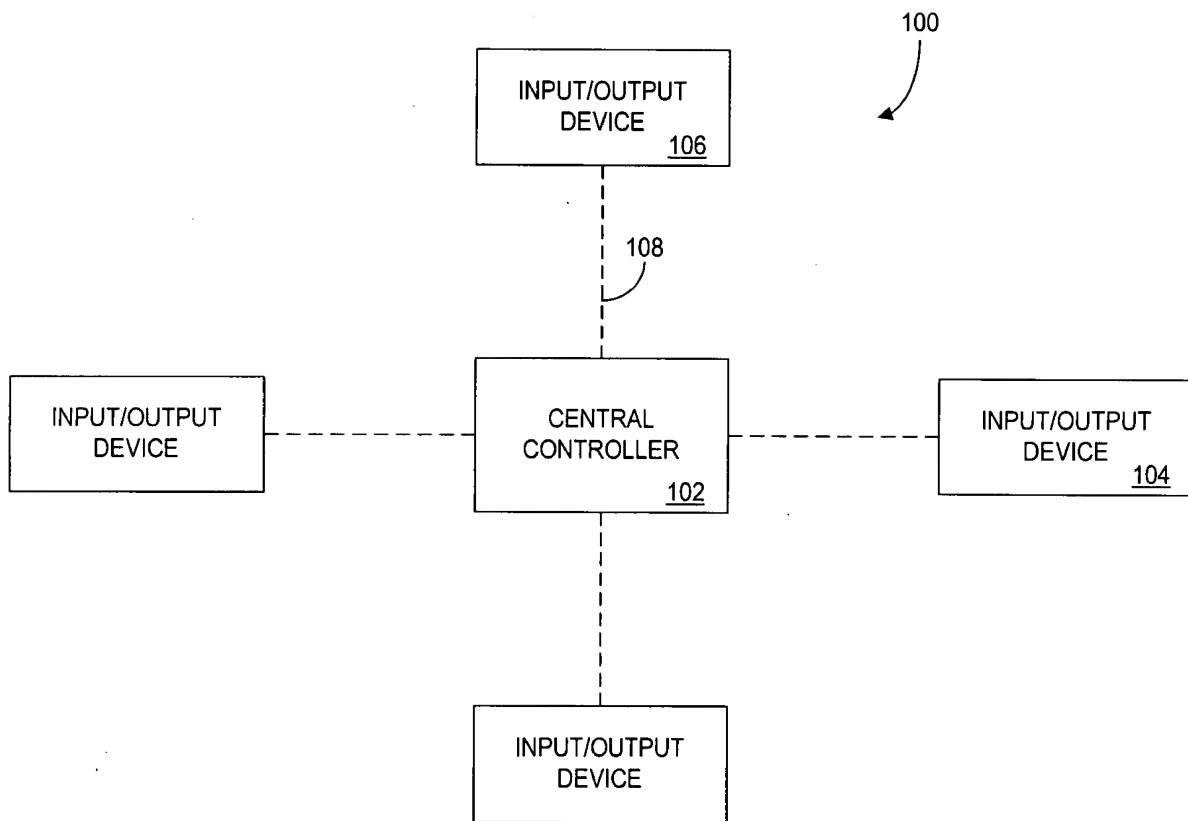 100
INPUT/OUTPUT
DEVICE
106
108
INPUT/OUTPUT
DEVICE
CENTRAL
CONTROLLER
102
INPUT/OUTPUT
DEVICE
104
INPUT/OUTPUT
DEVICE